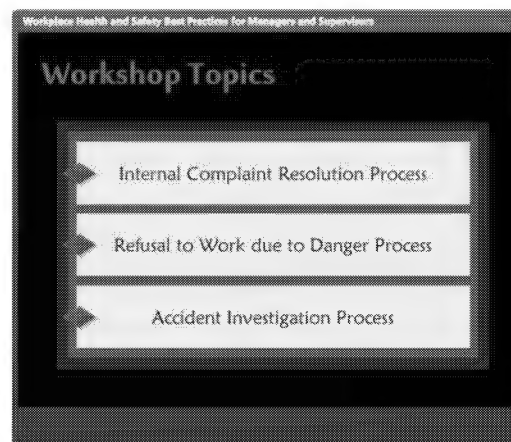 Workplace Health and Safety Best Practices for Managers and Supervisors
Workshop Topics
Internal Complaint Resolution Process
Refusal to Work due to Danger Process
Accident Investigation Process